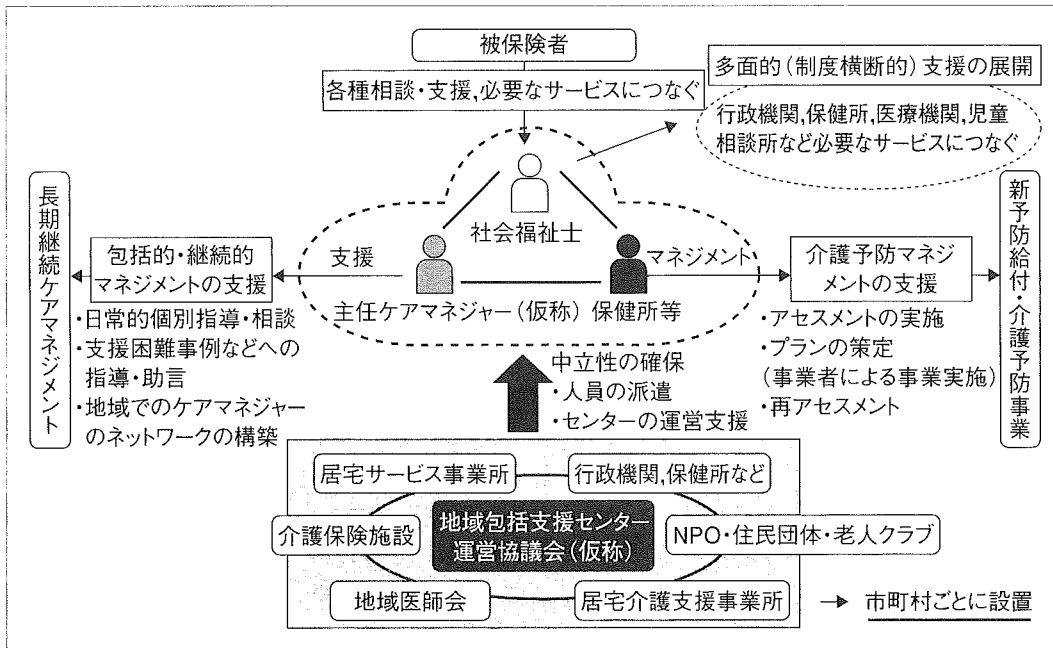 被保険者
各種相談・支援,必要なサービスにつなぐ
多面的(制度横断的)支援の展開
行政機関,保健所,医療機関,児童
相談所など必要なサービスにつなぐ
社会福祉士
長期継続ケアマネジメント
包括的・継続的
マネジメントの支援
・日常的個別指導・相談
・支援困難事例などへの
指導・助言
・地域でのケアマネジャー
のネットワークの構築
支援
主任ケアマネジャー(仮称) 保健所等
マネジメント
介護予防マネジ
メントの支援
・アセスメントの実施
・プランの策定
(事業者による事業実施)
・再アセスメント
新予防給付・介護予防事業
中立性の確保
・人員の派遣
・センターの運営支援
居宅サービス事業所
行政機関,保健所など
介護保険施設
地域包括支援センター
運営協議会(仮称)
NPO・住民団体・老人クラブ
地域医師会
居宅介護支援事業所
→ 市町村ごとに設置